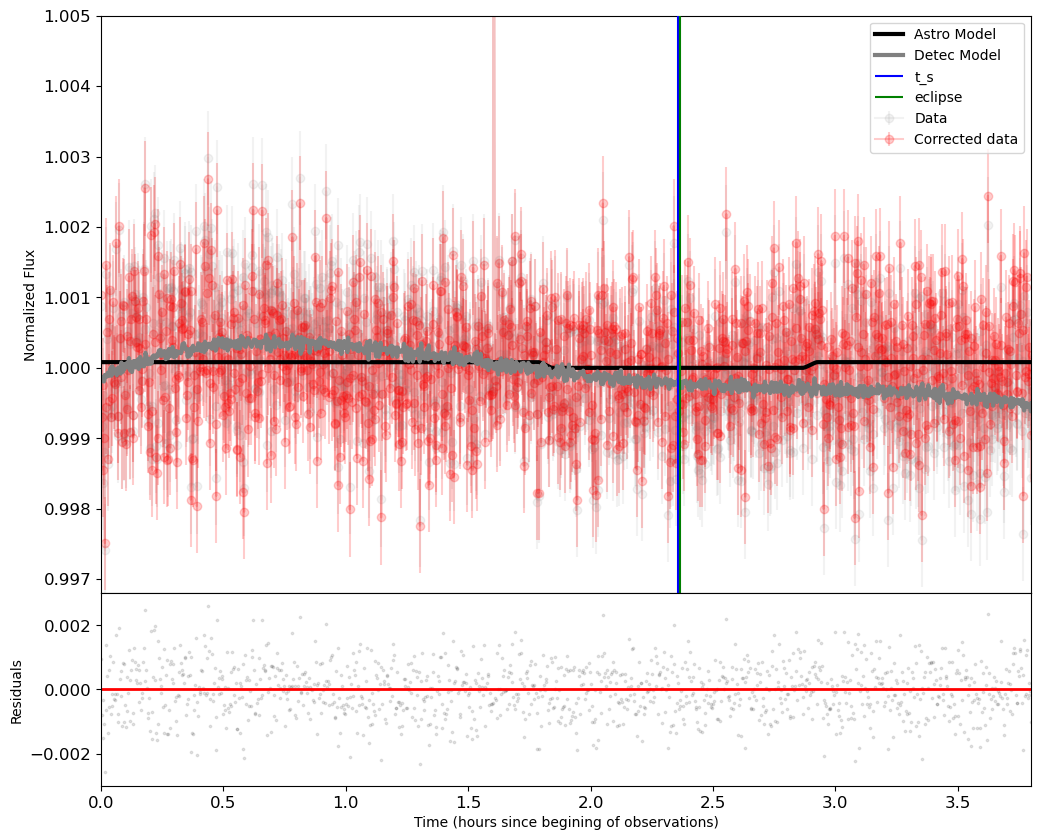 1.005
1.004
1.003
1.002
1.001
1.000
0.999
0.998
0.997
Normalized Flux
Astro Model
Detec Model
t_s
eclipse
Data
Corrected data
0.002
0.000
−0.002
Residuals
0.0 0.5 1.0 1.5 2.0 2.5 3.0 3.5
Time (hours since begining of observations)